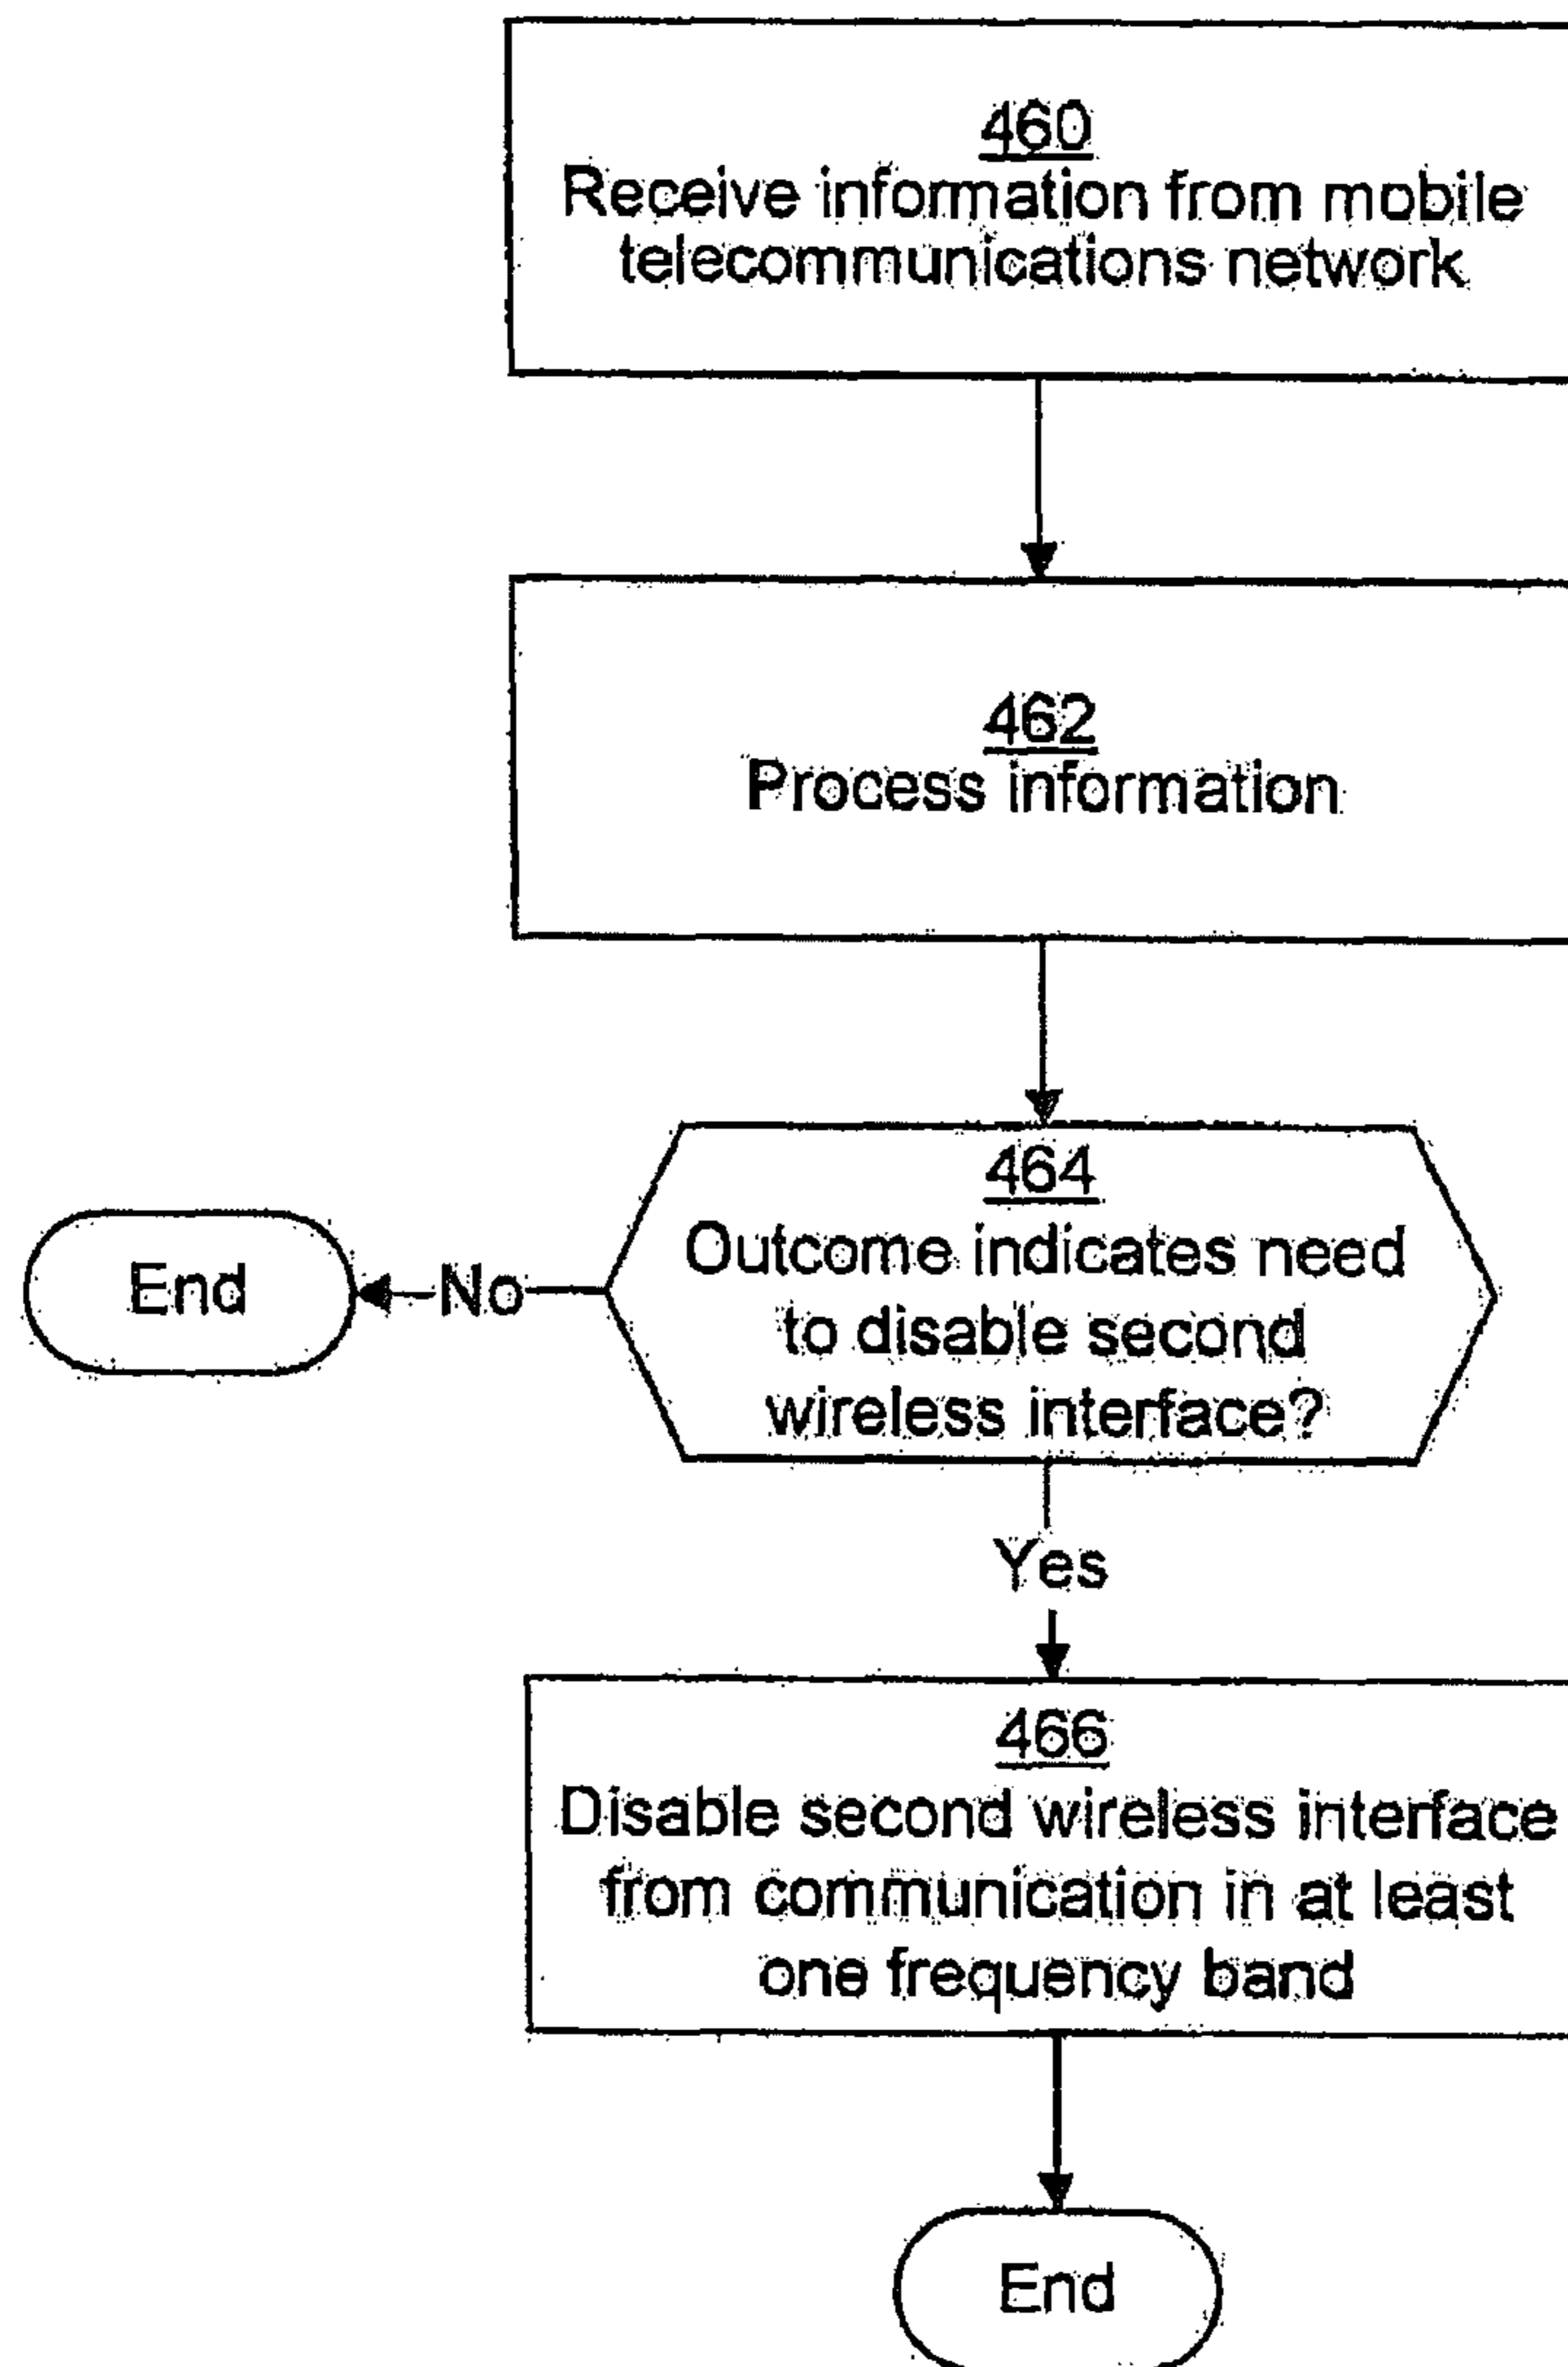 460
Receive information from mobile
telecommunications network
462
Process information
464
Outcome indicates need
to disable second
wireless interface?
End
No
Yes
466
Disable second wireless interface
from communication in at least
one frequency band
End